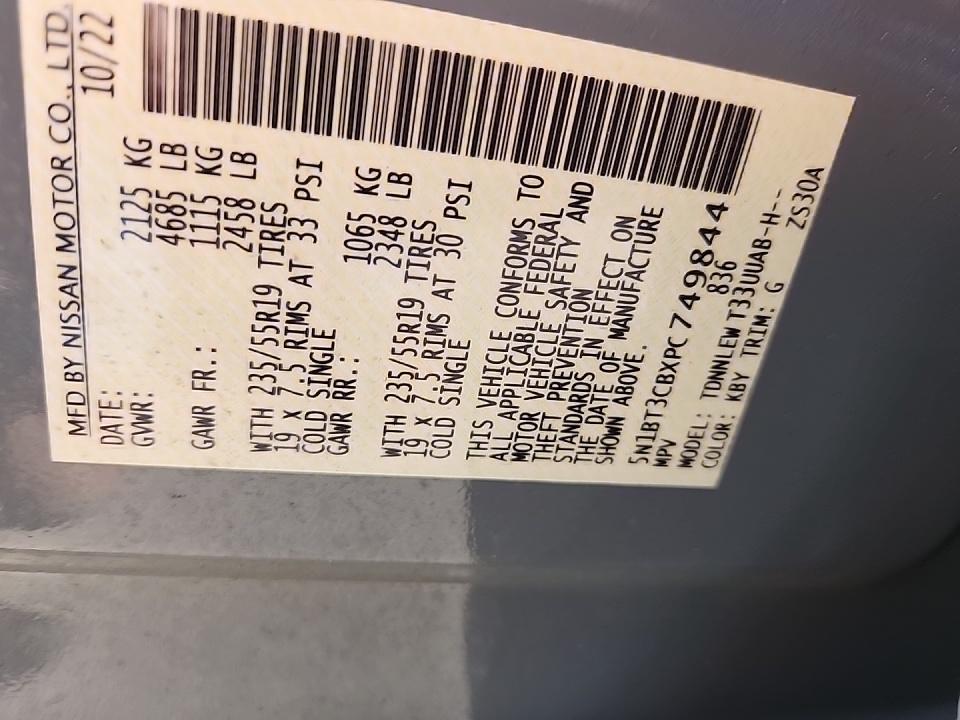 MFD BY NISSAN MOTOR CO., LTD.
DATE: 10/22
GVWR: 2125 KG
4685 LB
GAWR FR.: 1115 KG
2458 LB
WITH 235/55R19 TIRES
19 X 7.5 RIMS AT 33 PSI
COLD SINGLE
GAWR RR.: 1065 KG
2348 LB
WITH 235/55R19 TIRES
19 X 7.5 RIMS AT 30 PSI
COLD SINGLE
THIS VEHICLE CONFORMS TO
ALL APPLICABLE FEDERAL
MOTOR VEHICLE SAFETY AND
THEFT PREVENTION
STANDARDS IN EFFECT ON
THE DATE OF MANUFACTURE
SHOWN ABOVE.
5N1BT3CBXPC749844
MPV 836
MODEL: TDNNLEW T33UUAB-H--
COLOR: KBY TRIM: G ZS30A